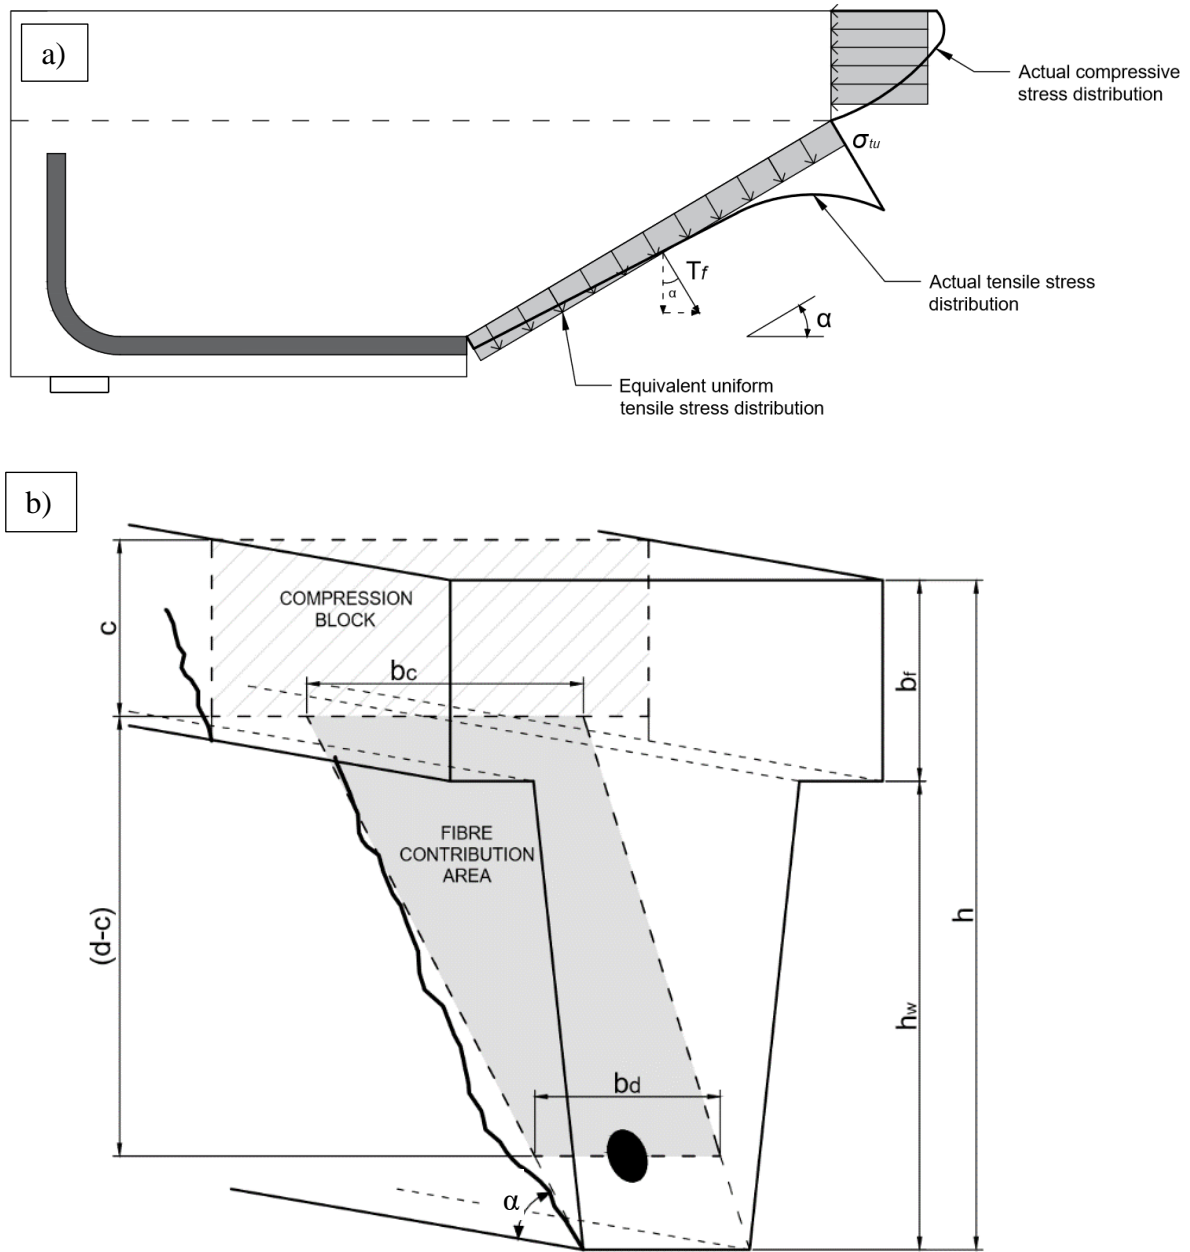 a)
Actual compressive
stress distribution
σtu
Tf
α
Actual tensile stress
distribution
α
Equivalent uniform
tensile stress distribution
b)
COMPRESSION
BLOCK
c
bc
bf
FIBRE
CONTRIBUTION
AREA
(d-c)
h
hw
bd
α